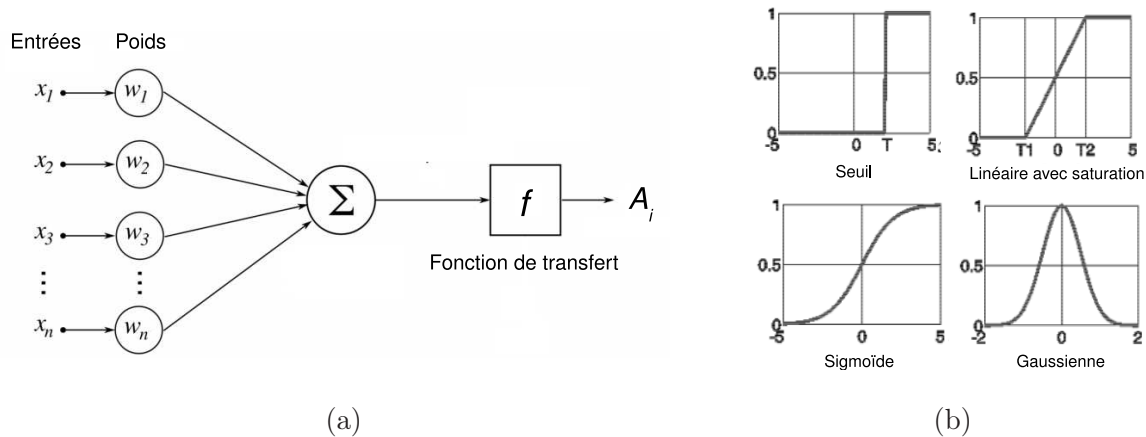 Entrées Poids
x1 w1
x2 w2
x3 w3
xn wn
Σ
f
Ai
Fonction de transfert
(a)
1
0.5
0
-5 0 T 5
Seuil
1
0.5
0
-5 T1 0 T2 5
Linéaire avec saturation
1
0.5
0
-5 0 5
Sigmoïde
1
0.5
0
-2 0 2
Gaussienne
(b)